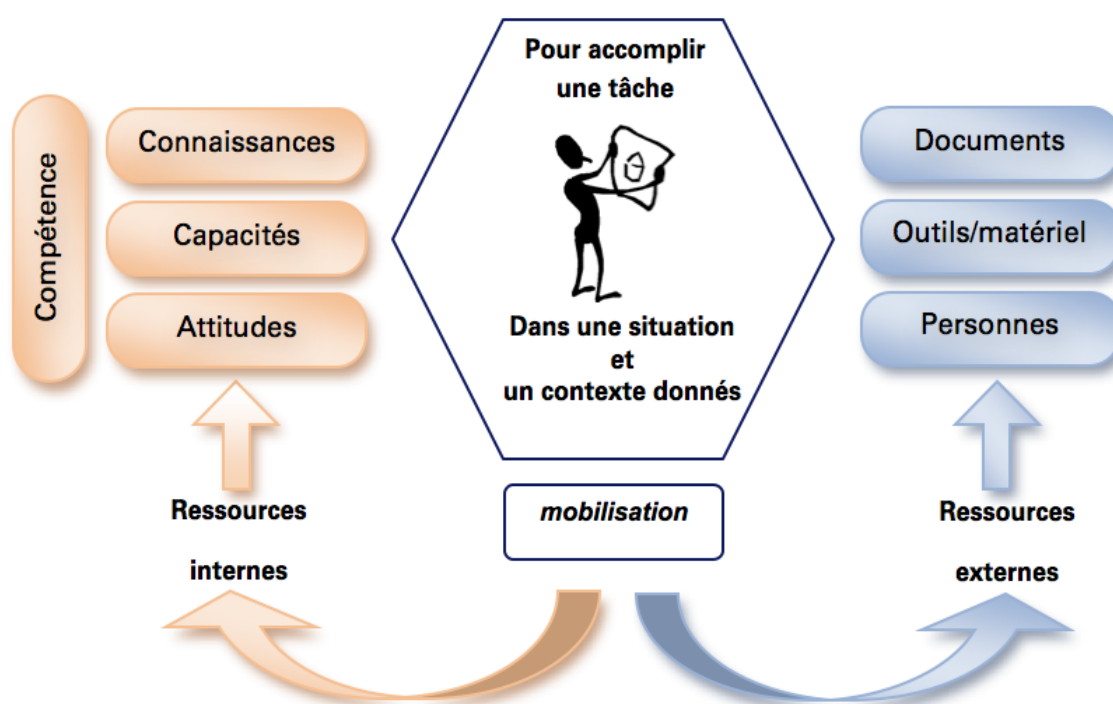 Compétence
Connaissances
Capacités
Attitudes
Ressources
internes
Pour accomplir
une tâche
Dans une situation
et
un contexte donnés
mobilisation
Documents
Outils/matériel
Personnes
Ressources
externes